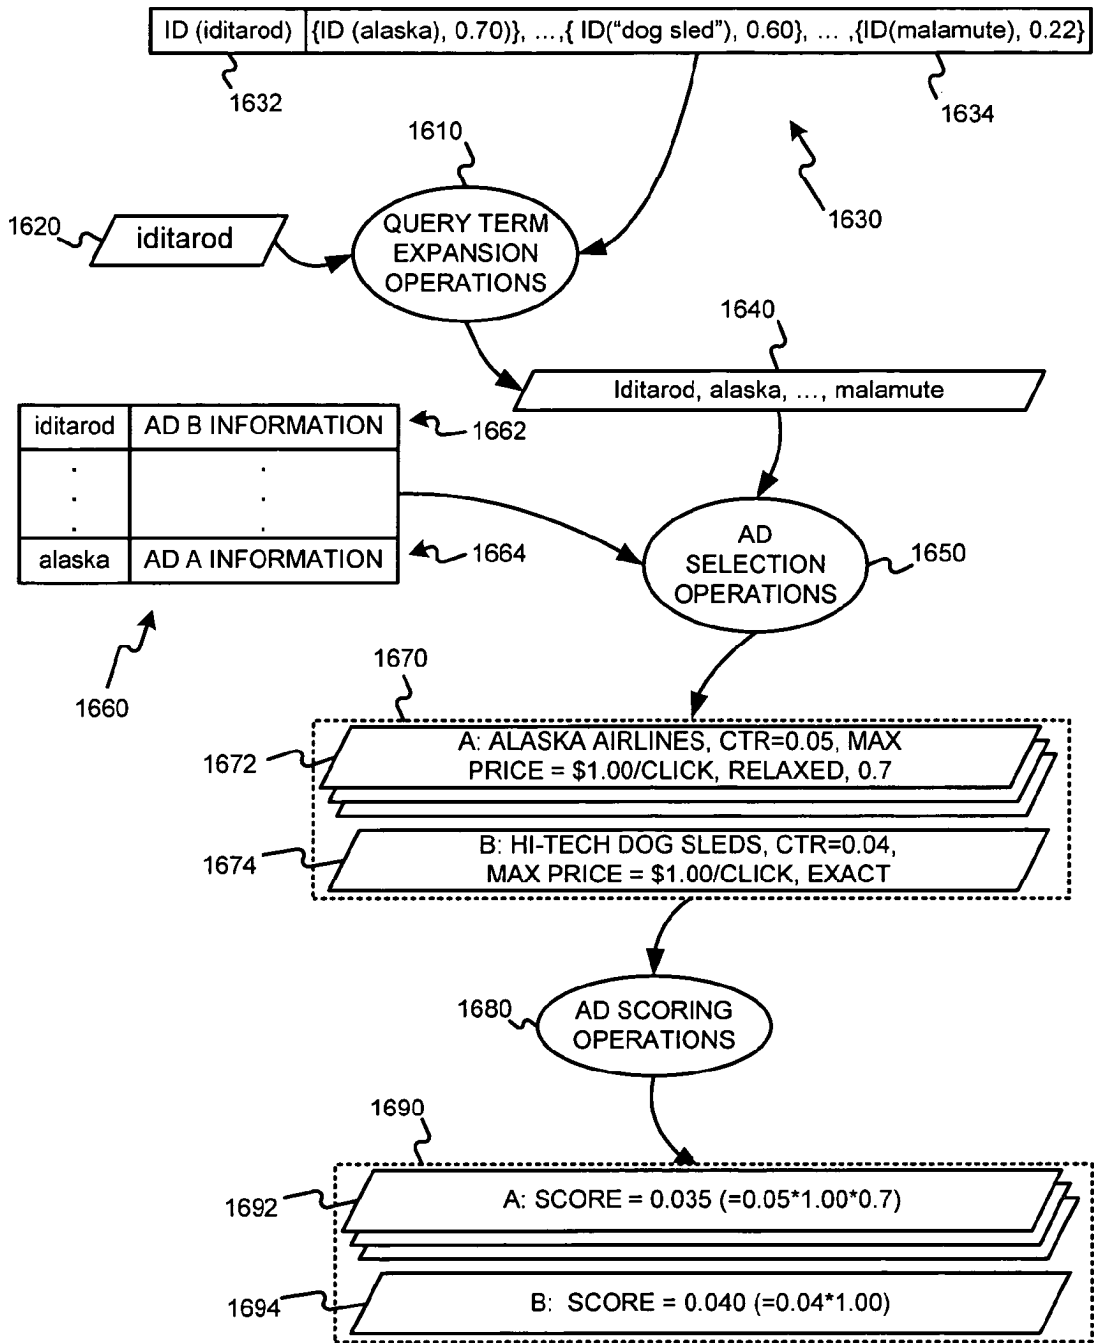 ID (iditarod) {ID (alaska), 0.70)}, ...,{ ID("dog sled"), 0.60}, ... ,{ID(malamute), 0.22}
1632
1634
1610
1630
1620
iditarod
QUERY TERM
EXPANSION
OPERATIONS
1640
Iditarod, alaska, ..., malamute
iditarod AD B INFORMATION
1662
. .
. .
. .
alaska AD A INFORMATION
1664
1660
AD
SELECTION
OPERATIONS
1650
1670
1672
A: ALASKA AIRLINES, CTR=0.05, MAX
PRICE = $1.00/CLICK, RELAXED, 0.7
1674
B: HI-TECH DOG SLEDS, CTR=0.04,
MAX PRICE = $1.00/CLICK, EXACT
1680
AD SCORING
OPERATIONS
1690
1692
A: SCORE = 0.035 (=0.05*1.00*0.7)
1694
B: SCORE = 0.040 (=0.04*1.00)